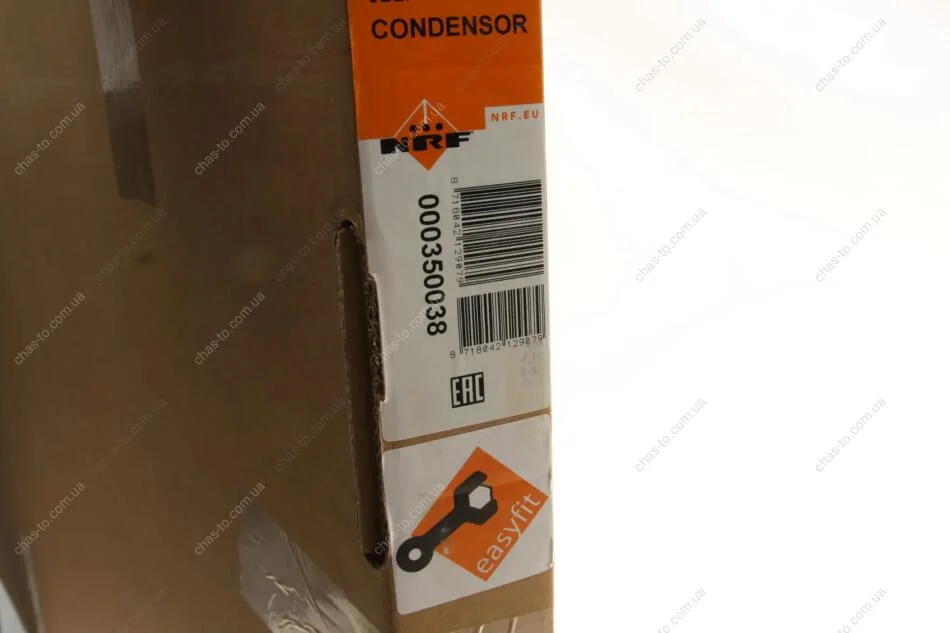 CONDENSOR
NRF.EU
NRF
000350038
8 718042 129079
8 718042 129079
EAC
easyfit
chas-to.com.ua